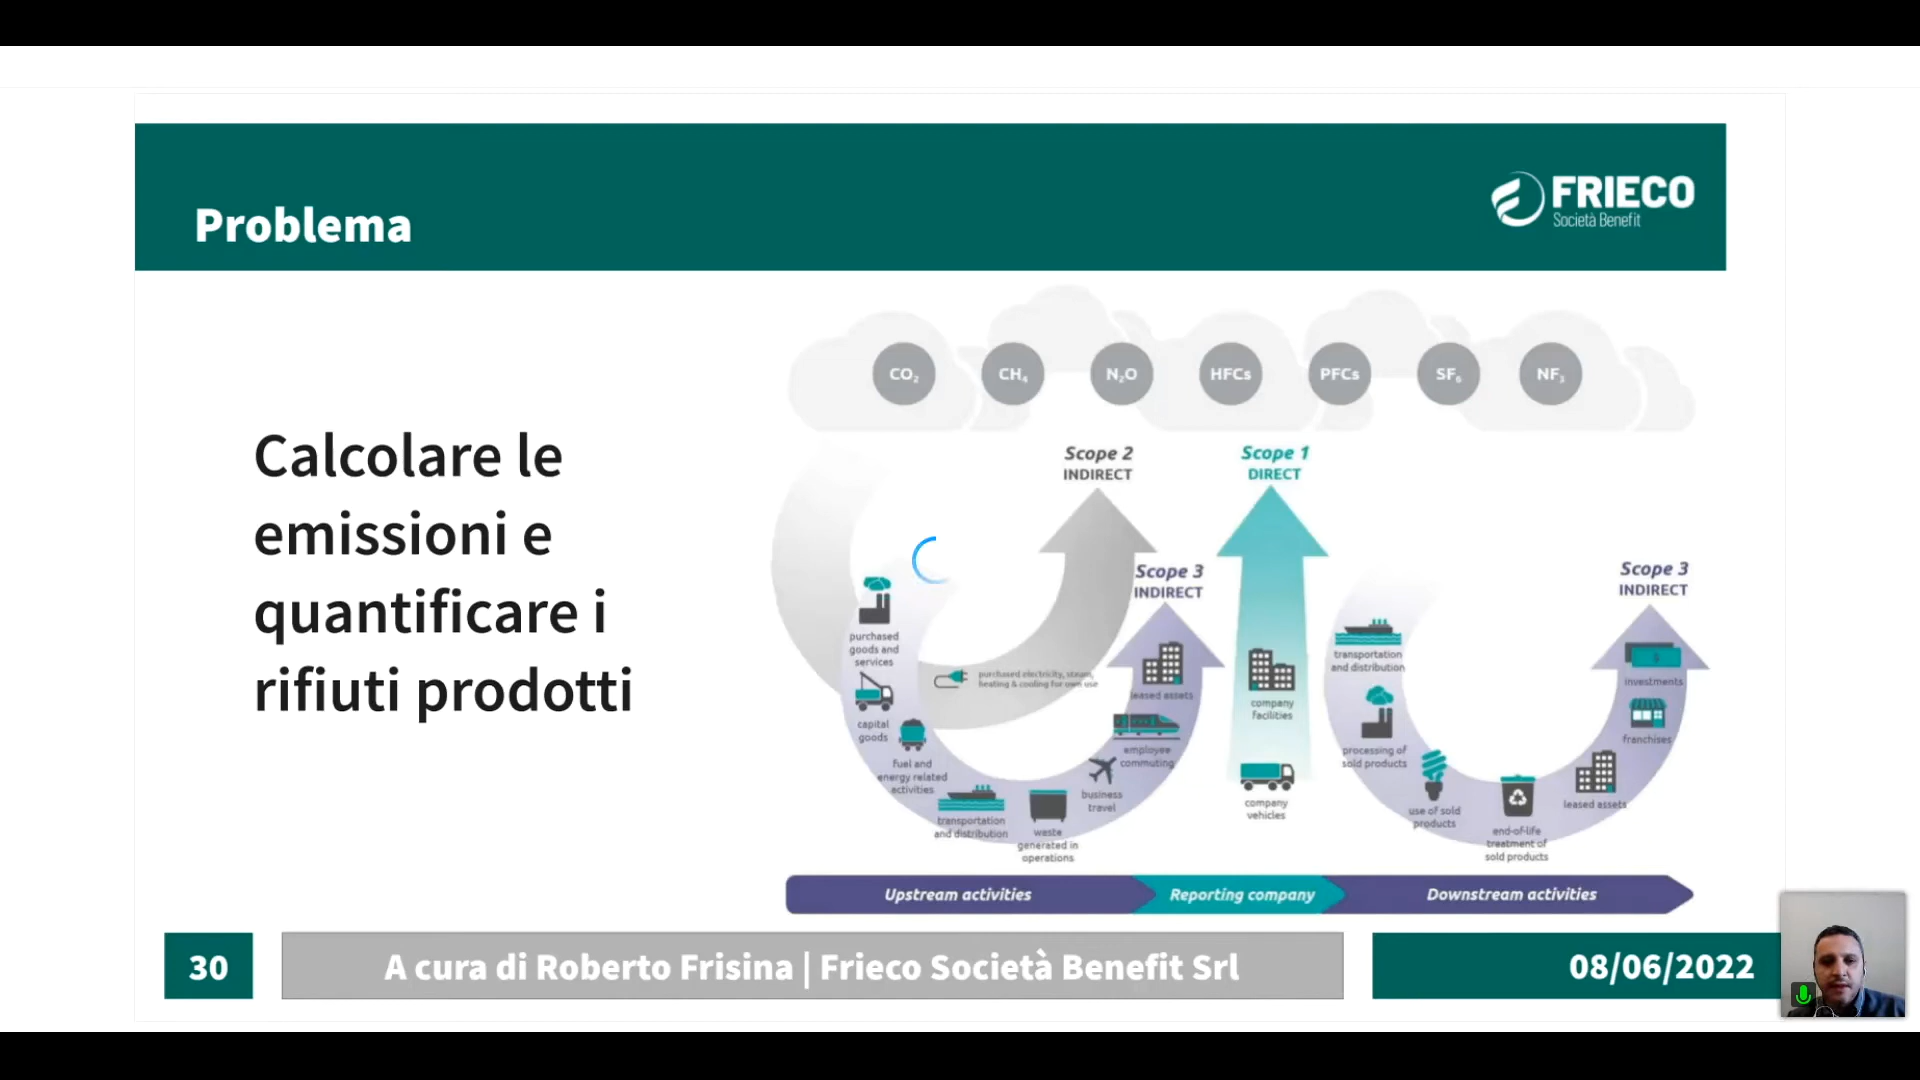 Problema
FRIECO
Società Benefit
Calcolare le
emissioni e
quantificare i
rifiuti prodotti
CO₂
CH₄
N₂O
HFCs
PFCs
SF₆
NF₃
Scope 2
INDIRECT
Scope 1
DIRECT
Scope 3
INDIRECT
Scope 3
INDIRECT
purchased
goods and
services
capital
goods
fuel and
energy related
activities
transportation
and distribution
waste
generated in
operations
business
travel
employee
commuting
leased assets
purchased electricity, steam,
heating & cooling for own use
company
facilities
company
vehicles
transportation
and distribution
processing of
sold products
use of sold
products
end-of-life
treatment of
sold products
leased assets
franchises
investments
Upstream activities
Reporting company
Downstream activities
30
A cura di Roberto Frisina | Frieco Società Benefit Srl
08/06/2022